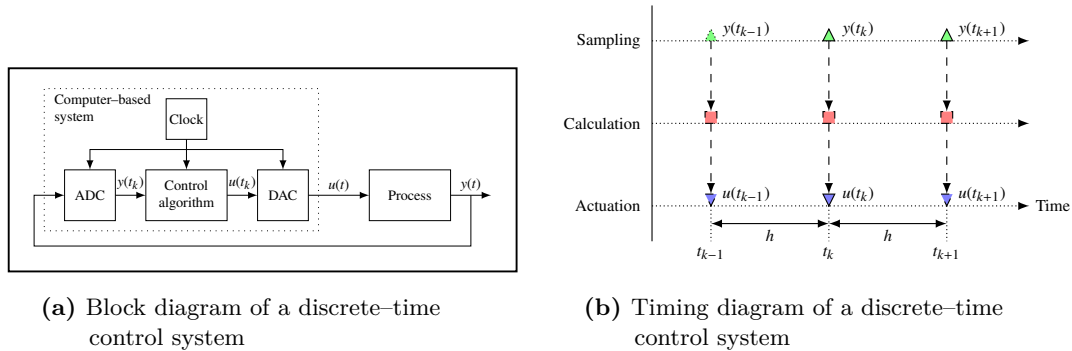 Computer–based
system
Clock
ADC
y(t_k)
Control
algorithm
u(t_k)
DAC
u(t)
Process
y(t)
(a) Block diagram of a discrete–time
control system
Sampling
y(t_{k−1})
y(t_k)
y(t_{k+1})
Calculation
Actuation
u(t_{k−1})
u(t_k)
u(t_{k+1})
Time
h
h
t_{k−1}
t_k
t_{k+1}
(b) Timing diagram of a discrete–time
control system